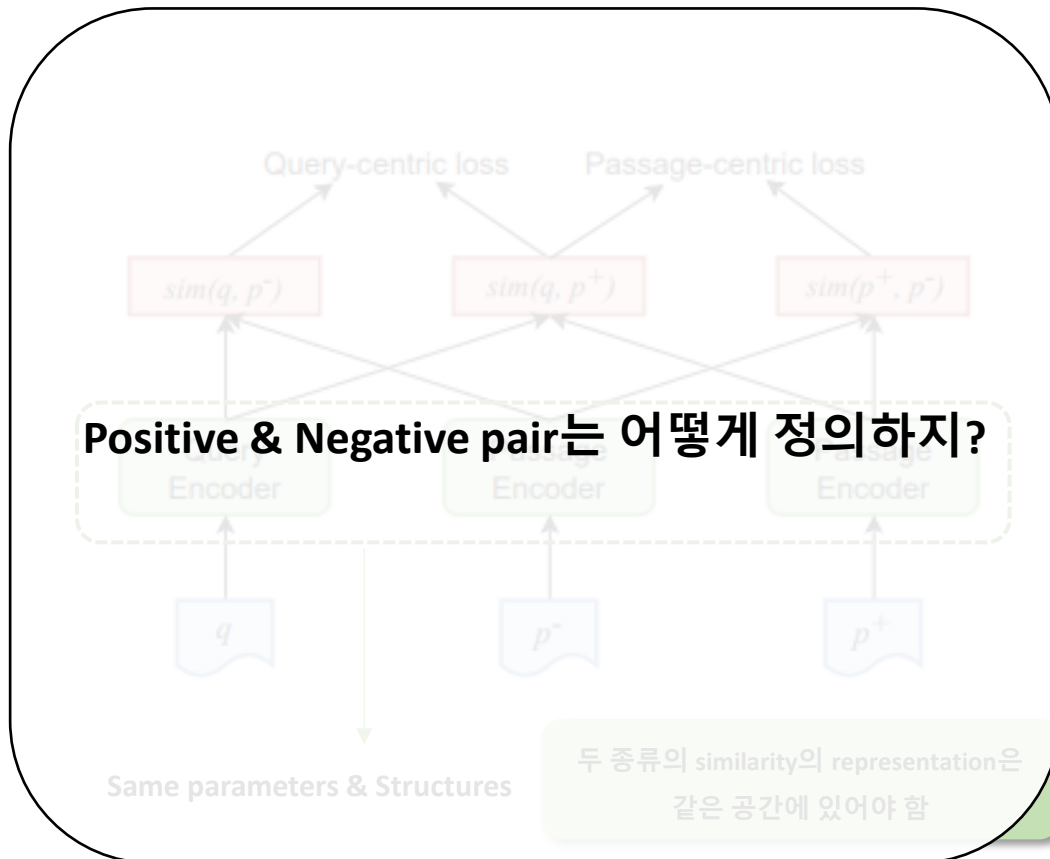 Query-centric loss Passage-centric loss
sim(q, p⁻) sim(q, p⁺) sim(p⁺, p⁻)
Positive & Negative pair는 어떻게 정의하지?
Query Passage Passage
Encoder Encoder Encoder
q p⁻ p⁺
두 종류의 similarity의 representation은
Same parameters & Structures
같은 공간에 있어야 함